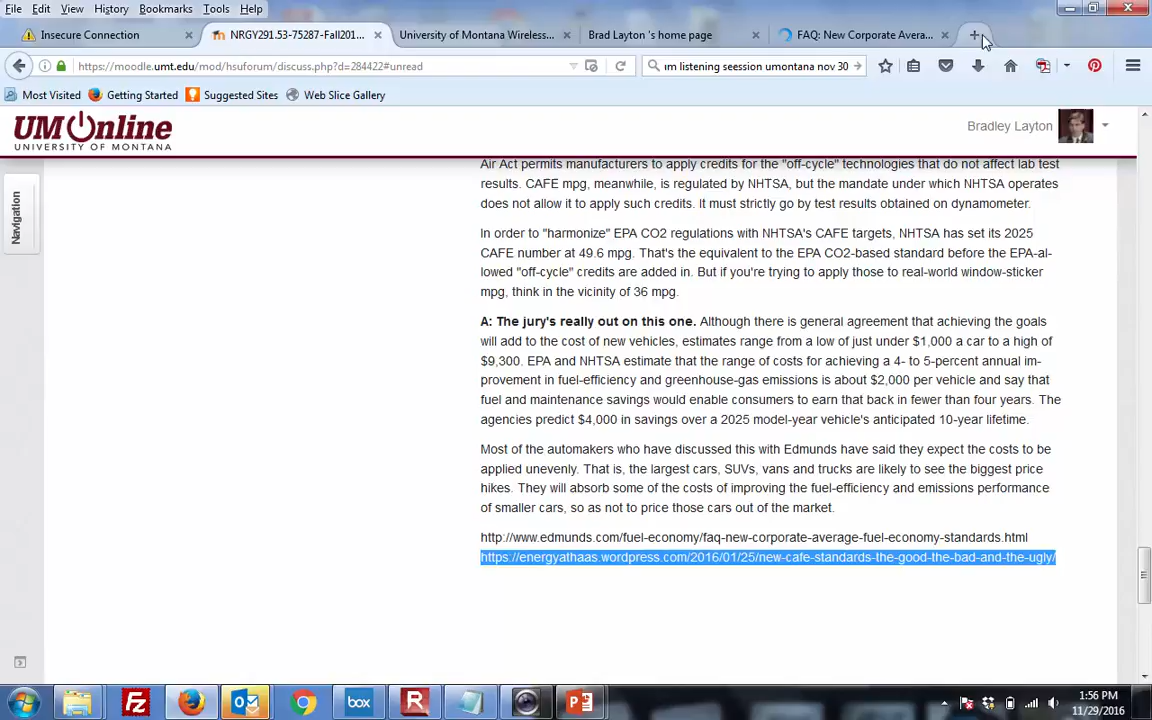 File Edit View History Bookmarks Tools Help
Insecure Connection
NRGY291.53-75287-Fall201...
University of Montana Wireless...
Brad Layton 's home page
FAQ: New Corporate Avera...
https://moodle.umt.edu/mod/hsuforum/discuss.php?d=284422#unread
um listening seession umontana nov 30
Most Visited Getting Started Suggested Sites Web Slice Gallery
UMOnline
UNIVERSITY OF MONTANA
Bradley Layton
Navigation
Air Act permits manufacturers to apply credits for the "off-cycle" technologies that do not affect lab test
results. CAFE mpg, meanwhile, is regulated by NHTSA, but the mandate under which NHTSA operates
does not allow it to apply such credits. It must strictly go by test results obtained on dynamometer.
In order to "harmonize" EPA CO2 regulations with NHTSA's CAFE targets, NHTSA has set its 2025
CAFE number at 49.6 mpg. That's the equivalent to the EPA CO2-based standard before the EPA-al-
lowed "off-cycle" credits are added in. But if you're trying to apply those to real-world window-sticker
mpg, think in the vicinity of 36 mpg.
A: The jury's really out on this one. Although there is general agreement that achieving the goals
will add to the cost of new vehicles, estimates range from a low of just under $1,000 a car to a high of
$9,300. EPA and NHTSA estimate that the range of costs for achieving a 4- to 5-percent annual im-
provement in fuel-efficiency and greenhouse-gas emissions is about $2,000 per vehicle and say that
fuel and maintenance savings would enable consumers to earn that back in fewer than four years. The
agencies predict $4,000 in savings over a 2025 model-year vehicle's anticipated 10-year lifetime.
Most of the automakers who have discussed this with Edmunds have said they expect the costs to be
applied unevenly. That is, the largest cars, SUVs, vans and trucks are likely to see the biggest price
hikes. They will absorb some of the costs of improving the fuel-efficiency and emissions performance
of smaller cars, so as not to price those cars out of the market.
http://www.edmunds.com/fuel-economy/faq-new-corporate-average-fuel-economy-standards.html
https://energyathaas.wordpress.com/2016/01/25/new-cafe-standards-the-good-the-bad-and-the-ugly/
box
1:56 PM
11/29/2016